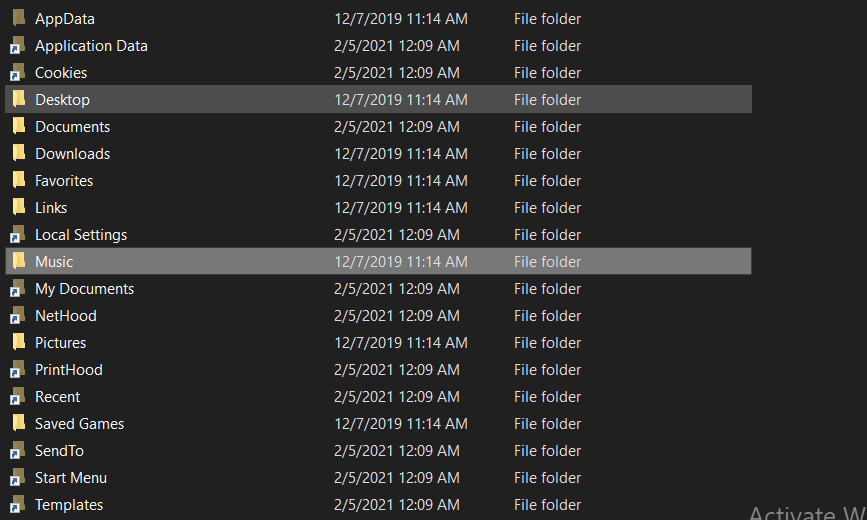 AppData 12/7/2019 11:14 AM File folder
Application Data 2/5/2021 12:09 AM File folder
Cookies 2/5/2021 12:09 AM File folder
Desktop 12/7/2019 11:14 AM File folder
Documents 2/5/2021 12:09 AM File folder
Downloads 12/7/2019 11:14 AM File folder
Favorites 12/7/2019 11:14 AM File folder
Links 12/7/2019 11:14 AM File folder
Local Settings 2/5/2021 12:09 AM File folder
Music 12/7/2019 11:14 AM File folder
My Documents 2/5/2021 12:09 AM File folder
NetHood 2/5/2021 12:09 AM File folder
Pictures 12/7/2019 11:14 AM File folder
PrintHood 2/5/2021 12:09 AM File folder
Recent 2/5/2021 12:09 AM File folder
Saved Games 12/7/2019 11:14 AM File folder
SendTo 2/5/2021 12:09 AM File folder
Start Menu 2/5/2021 12:09 AM File folder
Templates 2/5/2021 12:09 AM File folder
Activate W